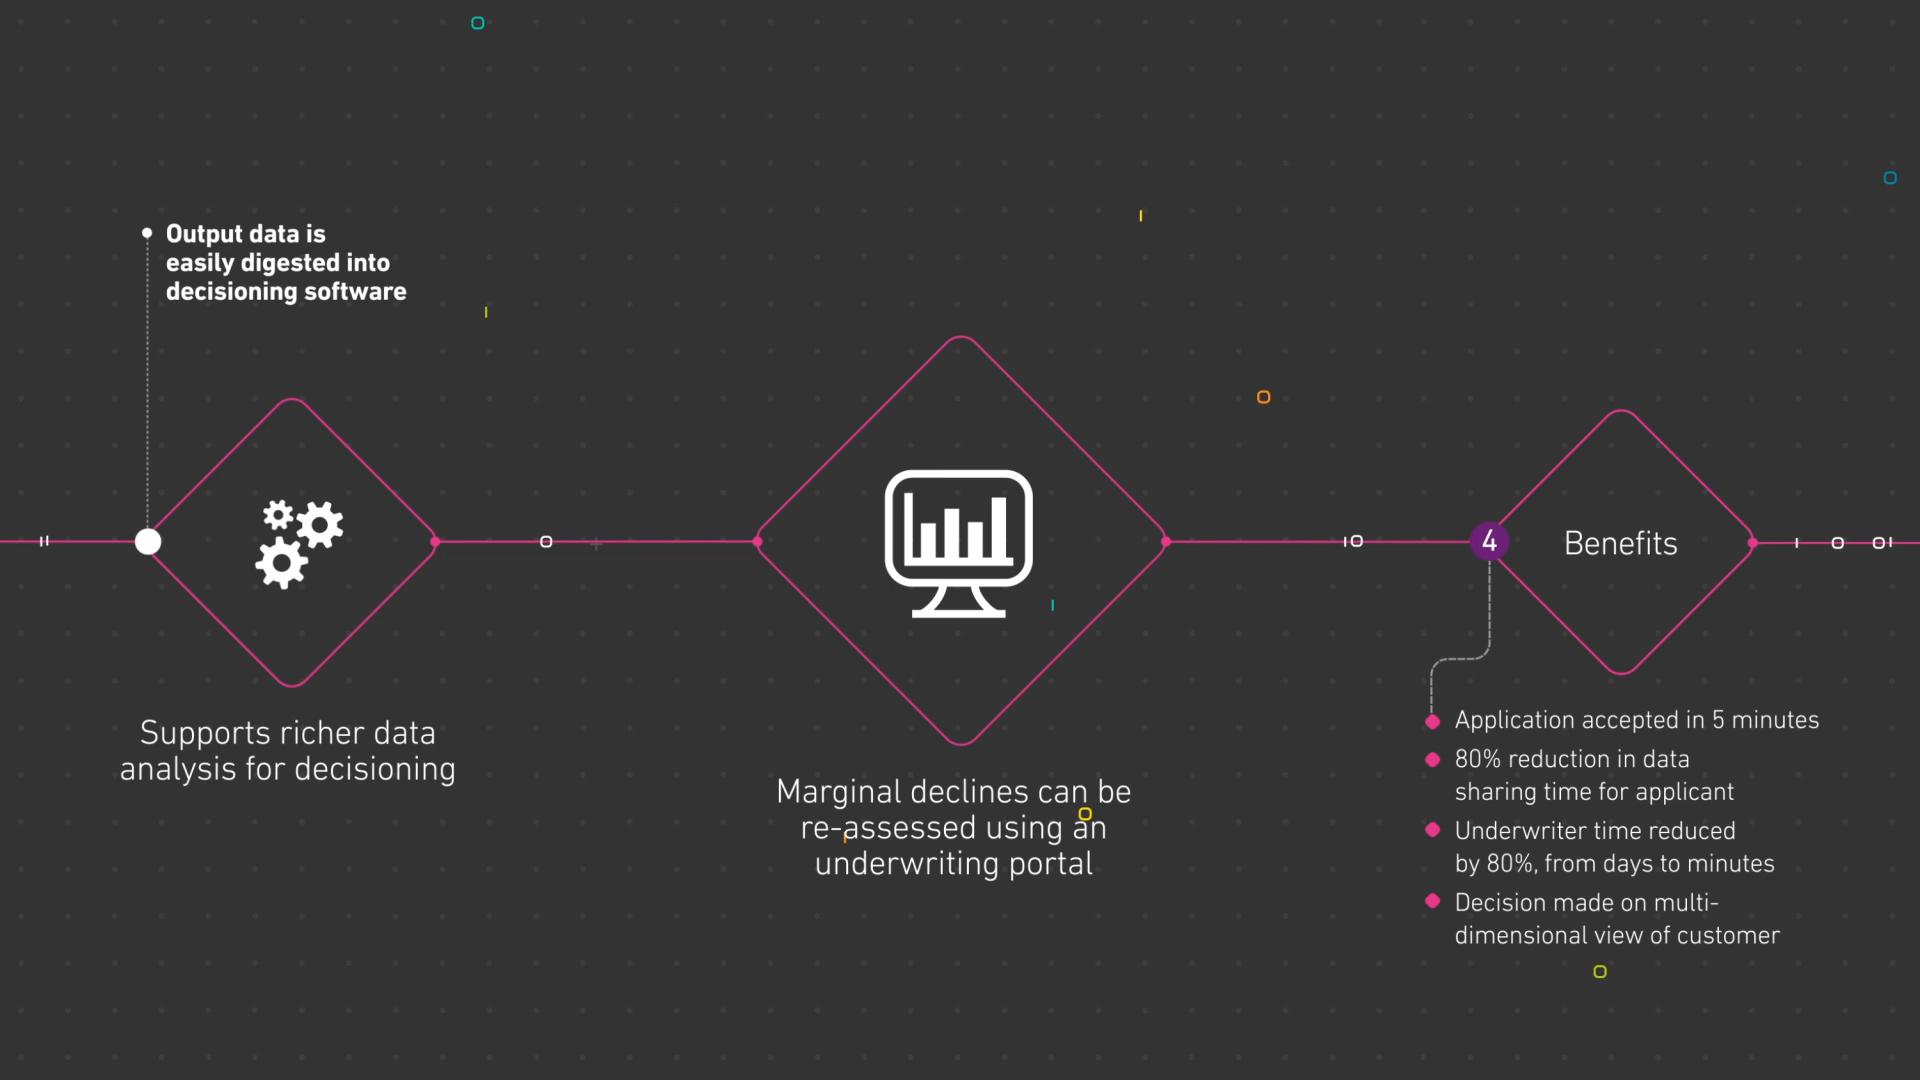 Output data is
easily digested into
decisioning software
Supports richer data
analysis for decisioning
Marginal declines can be
re-assessed using an
underwriting portal
4
Benefits
Application accepted in 5 minutes
80% reduction in data
sharing time for applicant
Underwriter time reduced
by 80%, from days to minutes
Decision made on multi-
dimensional view of customer